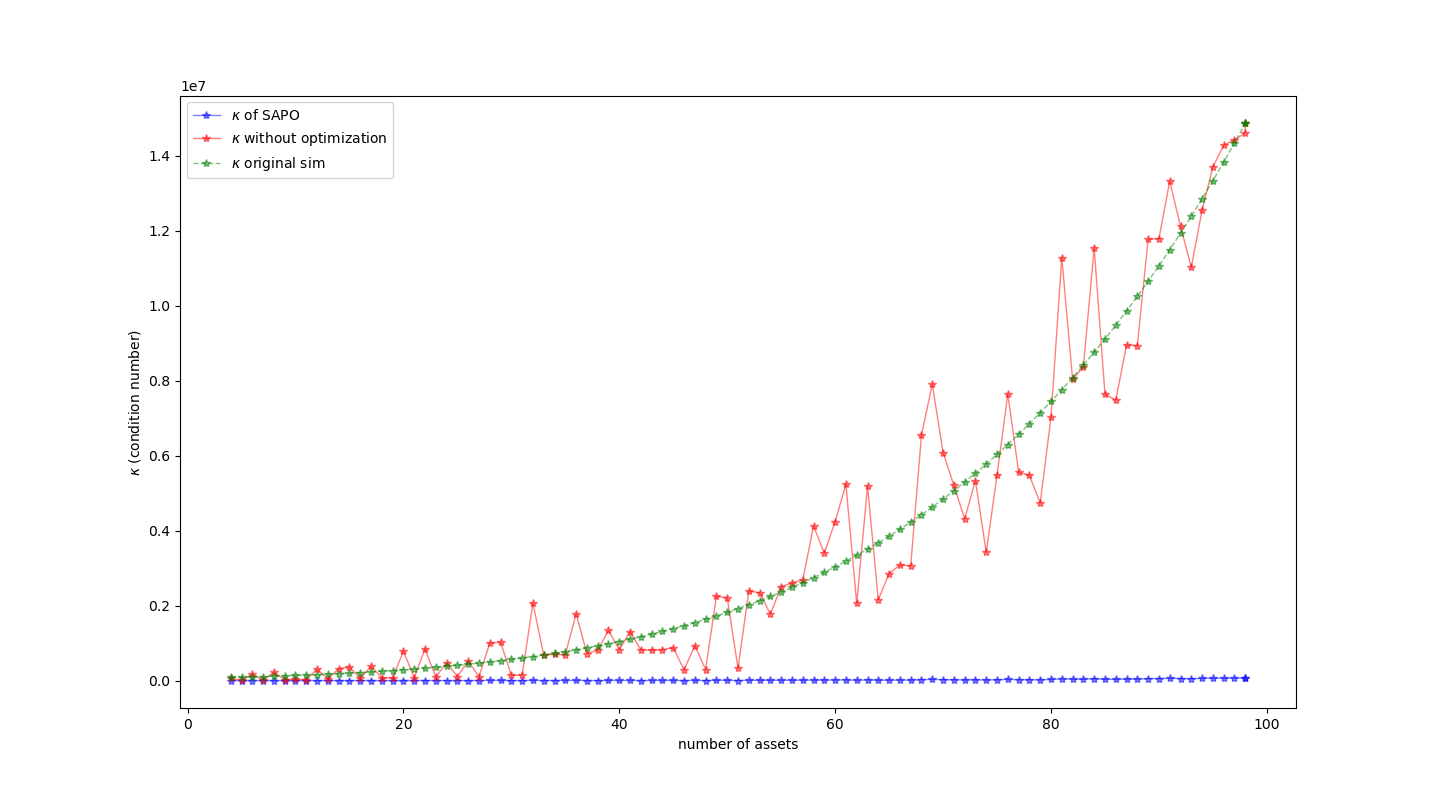 1e7
κ of SAPO
κ without optimization
κ original sim
1.4
1.2
1.0
0.8
0.6
0.4
0.2
0.0
κ (condition number)
0 20 40 60 80 100
number of assets